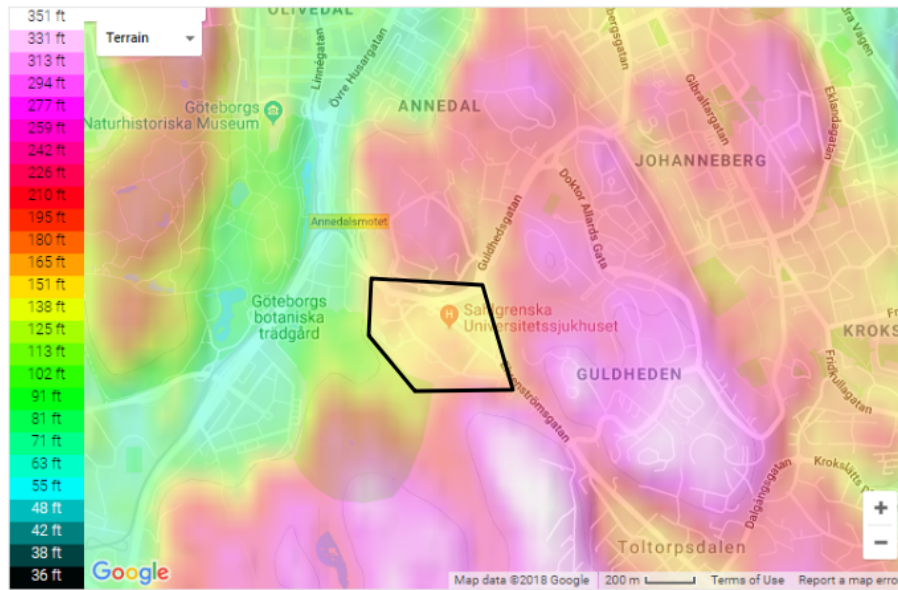 351 ft
331 ft
313 ft
294 ft
277 ft
259 ft
242 ft
226 ft
210 ft
195 ft
180 ft
165 ft
151 ft
138 ft
125 ft
113 ft
102 ft
91 ft
81 ft
71 ft
63 ft
55 ft
48 ft
42 ft
38 ft
36 ft
Terrain
OLIVEDAL
Linnégatan
Övre Husargatan
Göteborgs
Naturhistoriska Museum
ANNEDAL
Gibraltargatan
Eklandagatan
JOHANNEBERG
Doktor Allards Gata
Guldhedsgatan
Annedalsmotet
Göteborgs
botaniska
trädgård
H
Sahlgrenska
Universitetssjukhuset
GULDHEDEN
KROKS
Fridkullagatan
Dalgångsgatan
Krokslätts
Toltorpsdalen
+
−
Google
Map data ©2018 Google
200 m
Terms of Use
Report a map erro